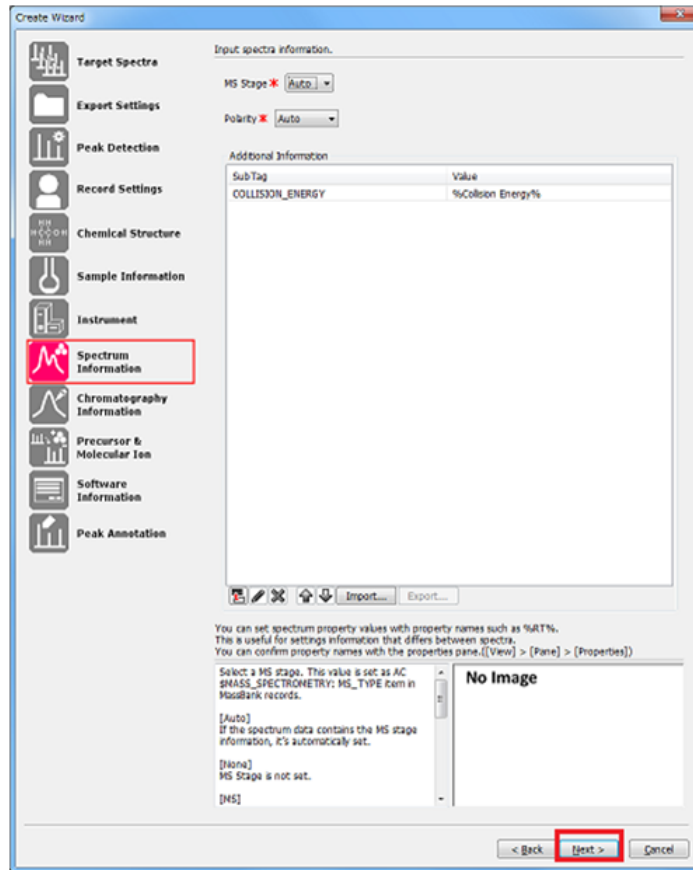 Create Wizard
Target Spectra
Export Settings
Peak Detection
Record Settings
Chemical Structure
Sample Information
Instrument
Spectrum
Information
Chromatography
Information
Precursor &
Molecular Ion
Software
Information
Peak Annotation
Input spectra information.
MS Stage * Auto
Polarity * Auto
Additional Information
SubTag Value
COLLISION_ENERGY %Collision Energy%
Import... Export...
You can set spectrum property values with property names such as %RT%.
This is useful for settings information that differs between spectra.
You can confirm property names with the properties pane.([View] > [Pane] > [Properties])
Select a MS stage. This value is set as AC
$MASS_SPECTROMETRY: MS_TYPE item in
MassBank records.
[Auto]
If the spectrum data contains the MS stage
information, it's automatically set.
[None]
MS Stage is not set.
[MS]
No Image
< Back Next > Cancel